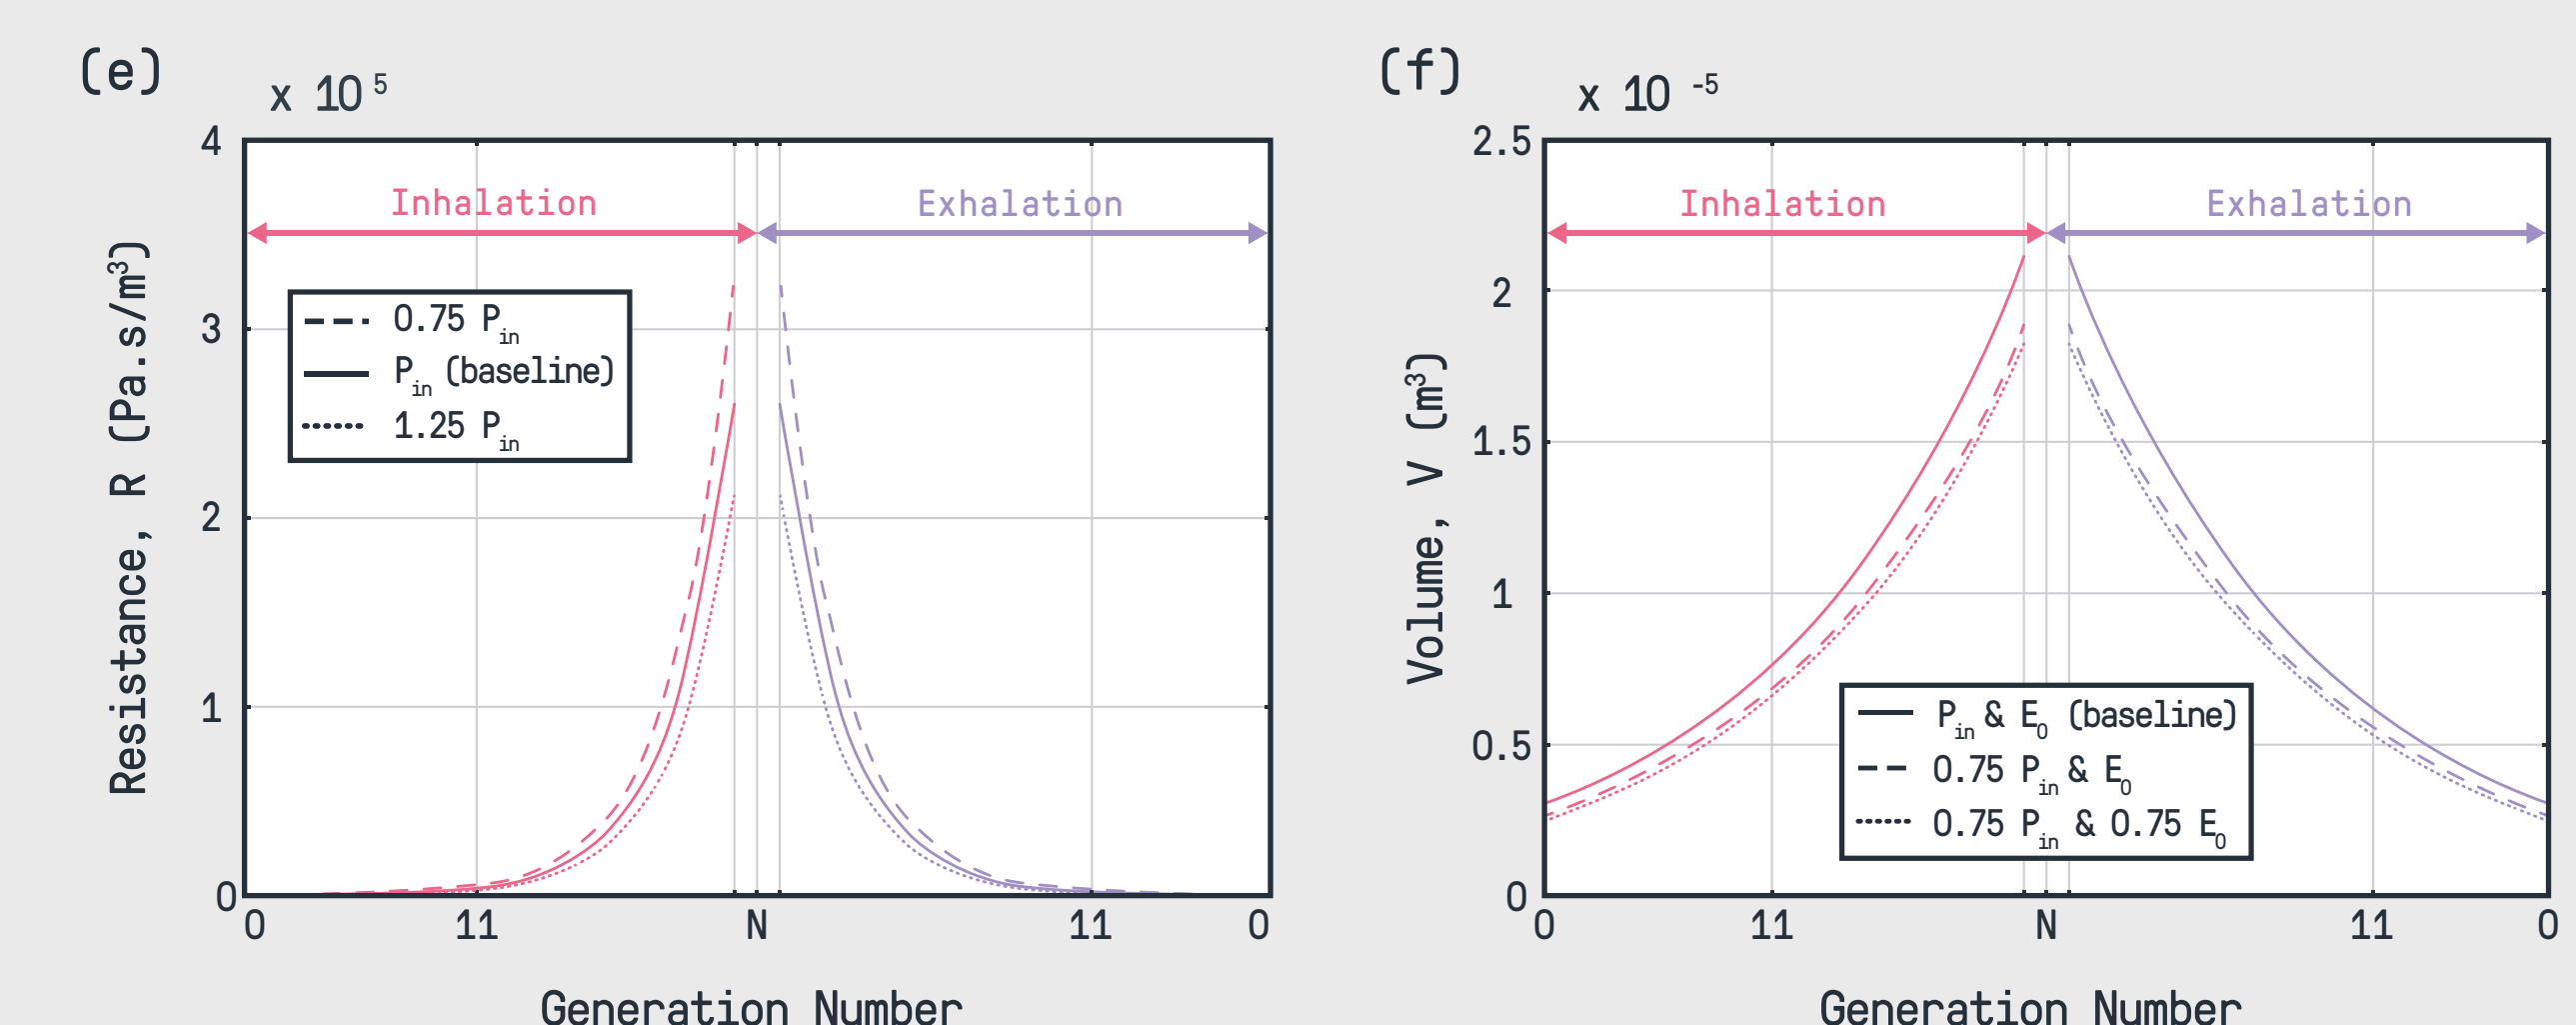 (e)
x 10 5
4
3
2
1
0
Resistance, R (Pa.s/m3)
Inhalation
Exhalation
0.75 Pin
Pin (baseline)
1.25 Pin
0 11 N 11 0
Generation Number
(f)
x 10 -5
2.5
2
1.5
1
0.5
0
Volume, V (m3)
Inhalation
Exhalation
Pin & E0 (baseline)
0.75 Pin & E0
0.75 Pin & 0.75 E0
0 11 N 11 0
Generation Number